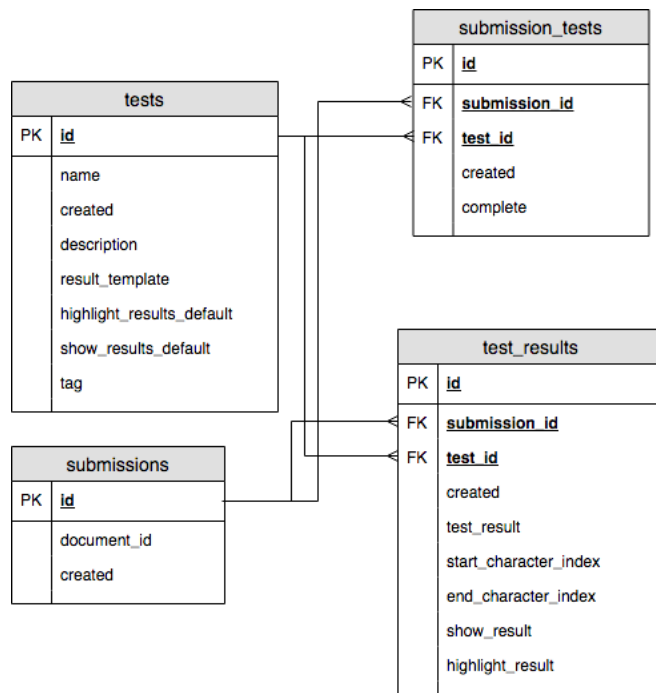 submission_tests
PK id
FK submission_id
FK test_id
created
complete
tests
PK id
name
created
description
result_template
highlight_results_default
show_results_default
tag
test_results
PK id
FK submission_id
FK test_id
created
test_result
start_character_index
end_character_index
show_result
highlight_result
submissions
PK id
document_id
created